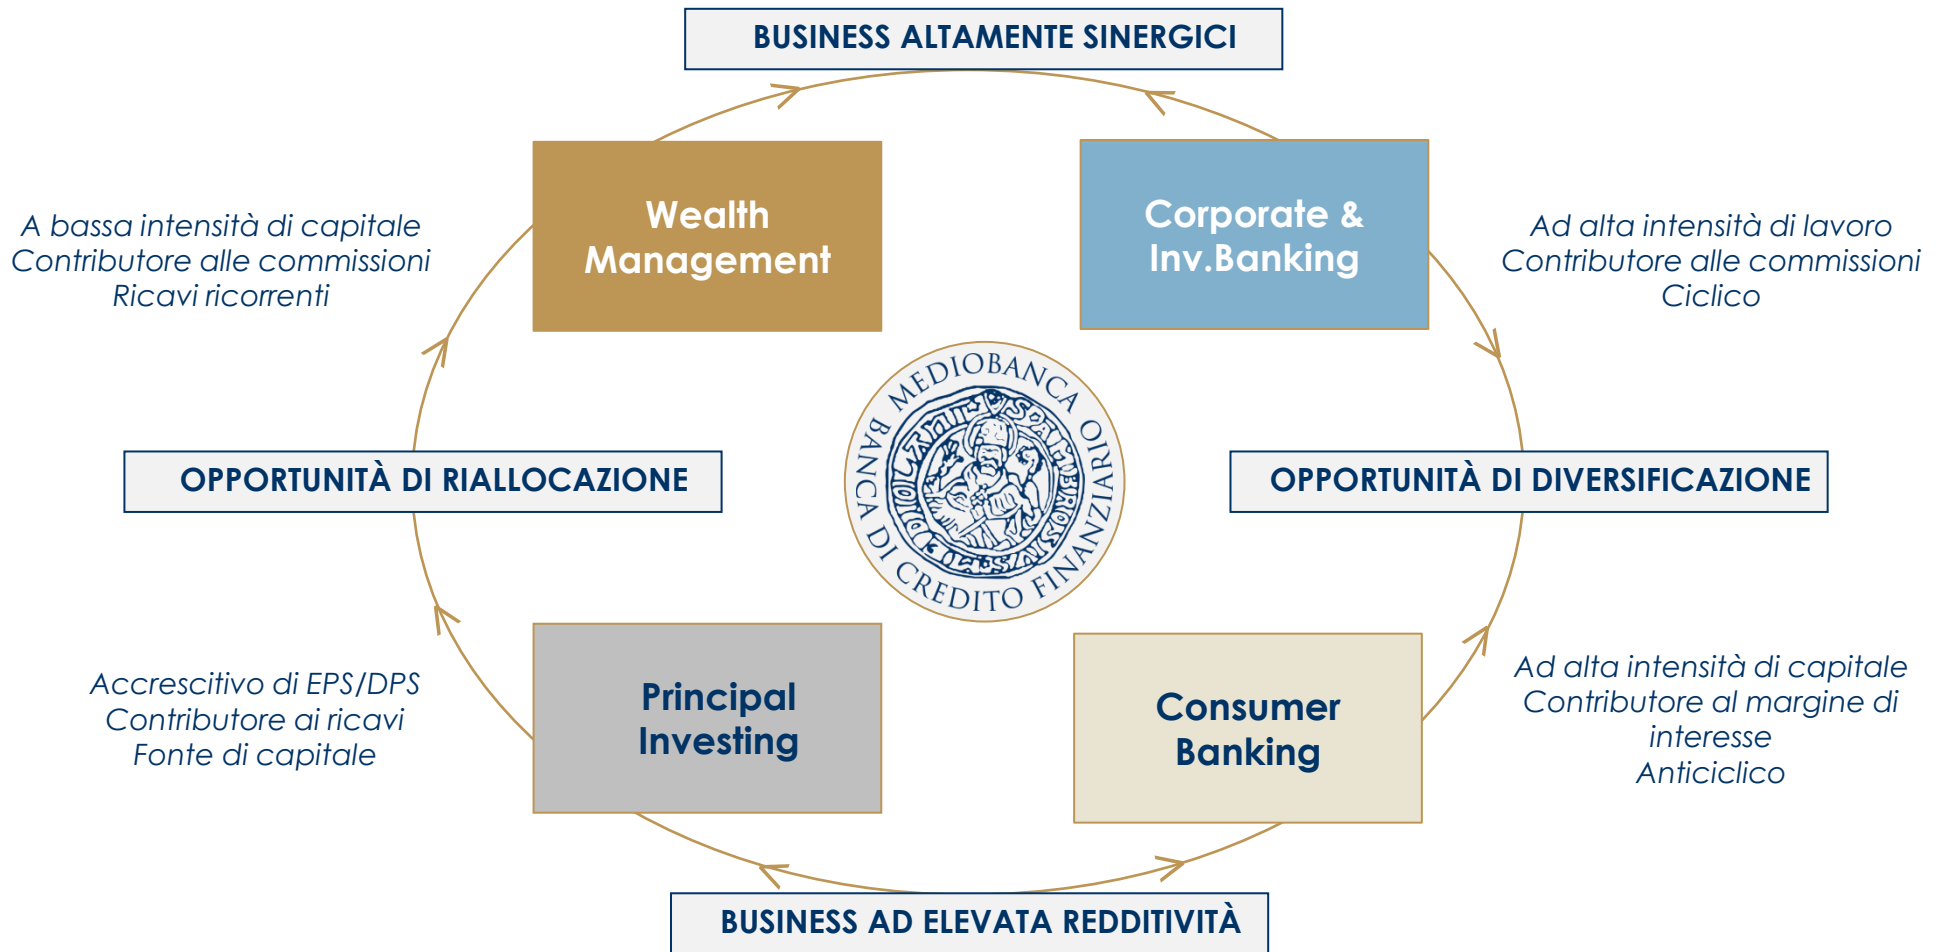 BUSINESS ALTAMENTE SINERGICI
Wealth
Management
Corporate &
Inv.Banking
A bassa intensità di capitale
Contributore alle commissioni
Ricavi ricorrenti
Ad alta intensità di lavoro
Contributore alle commissioni
Ciclico
MEDIOBANCA
BANCA DI CREDITO FINANZIARIO
OPPORTUNITÀ DI RIALLOCAZIONE
OPPORTUNITÀ DI DIVERSIFICAZIONE
Accrescitivo di EPS/DPS
Contributore ai ricavi
Fonte di capitale
Principal
Investing
Consumer
Banking
Ad alta intensità di capitale
Contributore al margine di
interesse
Anticiclico
BUSINESS AD ELEVATA REDDITIVITÀ